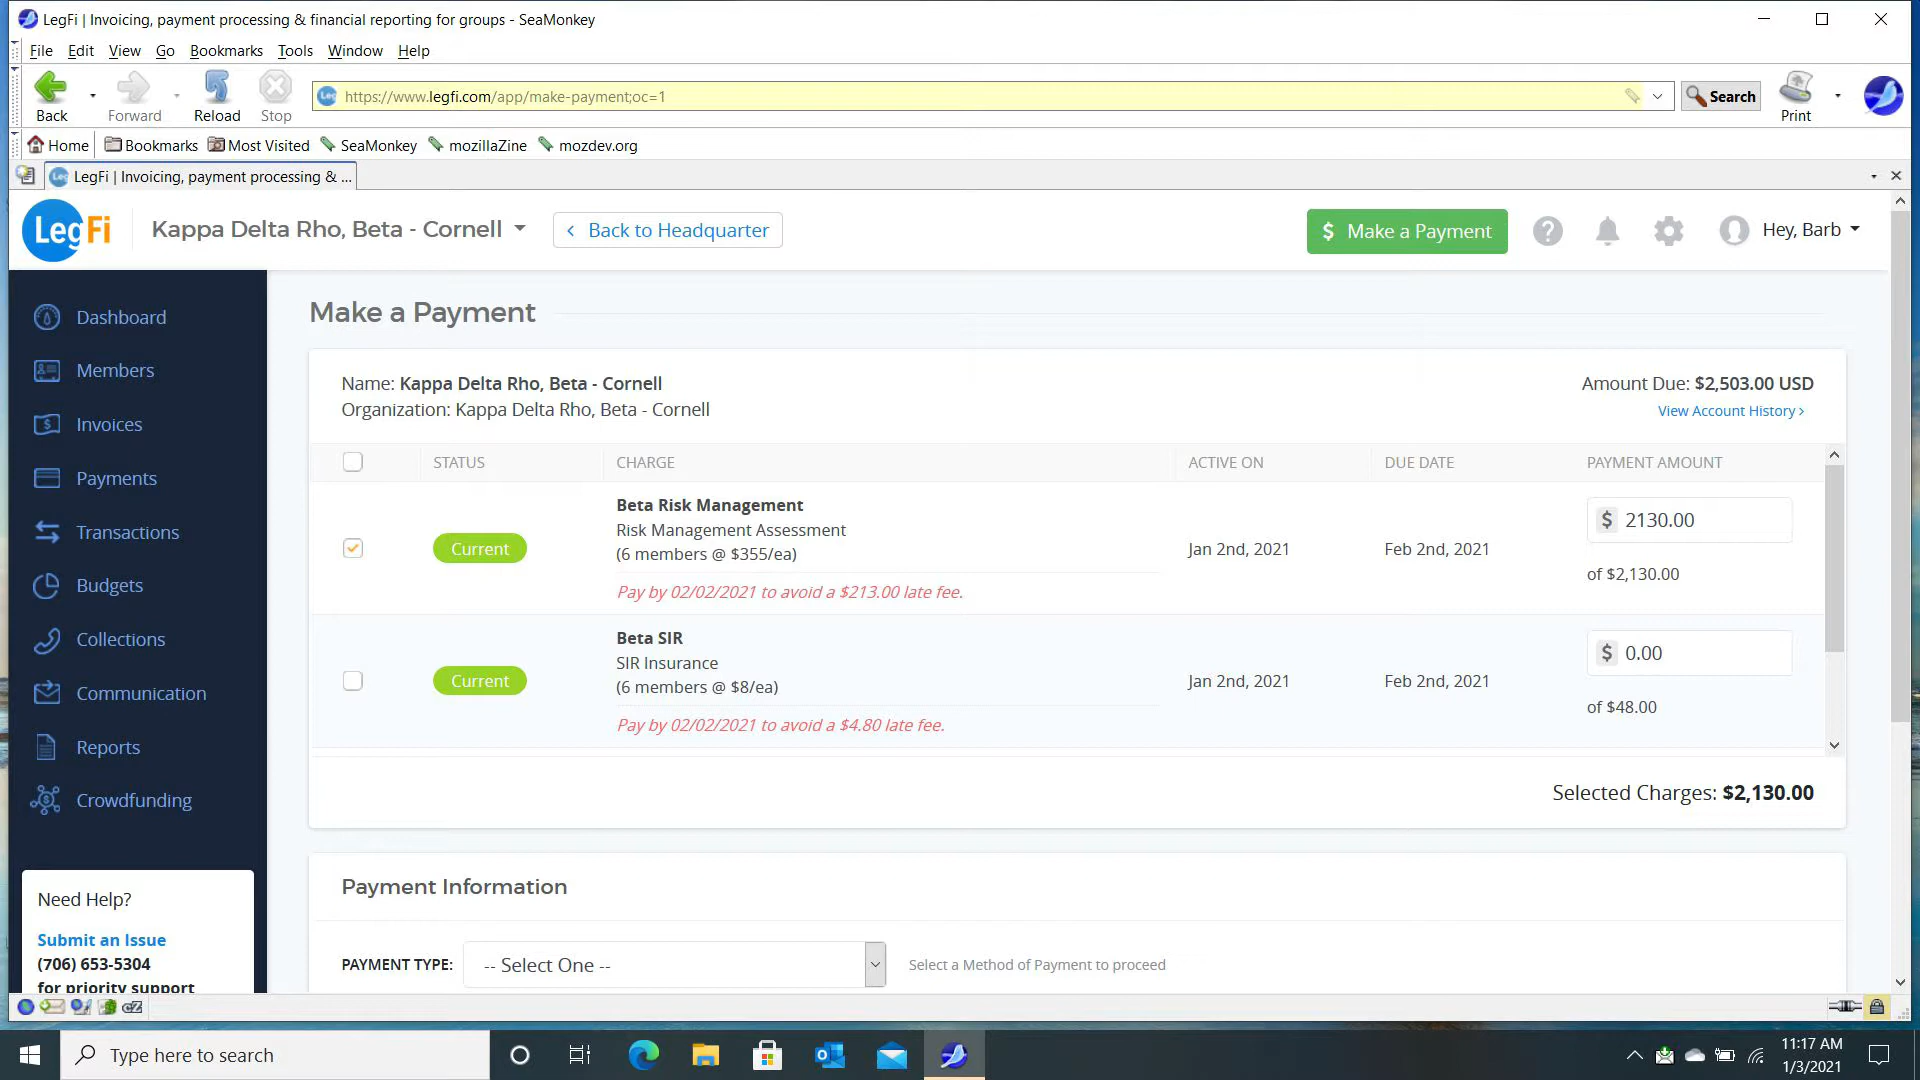 LegFi | Invoicing, payment processing & financial reporting for groups - SeaMonkey
File Edit View Go Bookmarks Tools Window Help
https://www.legfi.com/app/make-payment;oc=1
Search
Back Forward Reload Stop Print
Home Bookmarks Most Visited SeaMonkey mozillaZine mozdev.org
Leg LegFi | Invoicing, payment processing & ...
LegFi Kappa Delta Rho, Beta - Cornell Back to Headquarter $ Make a Payment Hey, Barb
Dashboard
Members
Invoices
Payments
Transactions
Budgets
Collections
Communication
Reports
Crowdfunding
Need Help?
Submit an Issue
(706) 653-5304
for priority support
Make a Payment
Name: Kappa Delta Rho, Beta - Cornell
Organization: Kappa Delta Rho, Beta - Cornell
Amount Due: $2,503.00 USD
View Account History
STATUS CHARGE ACTIVE ON DUE DATE PAYMENT AMOUNT
Current
Beta Risk Management
Risk Management Assessment
(6 members @ $355/ea)
Pay by 02/02/2021 to avoid a $213.00 late fee.
Jan 2nd, 2021
Feb 2nd, 2021
$ 2130.00
of $2,130.00
Current
Beta SIR
SIR Insurance
(6 members @ $8/ea)
Pay by 02/02/2021 to avoid a $4.80 late fee.
Jan 2nd, 2021
Feb 2nd, 2021
$ 0.00
of $48.00
Selected Charges: $2,130.00
Payment Information
PAYMENT TYPE: -- Select One -- Select a Method of Payment to proceed
cZ
Type here to search
11:17 AM
1/3/2021